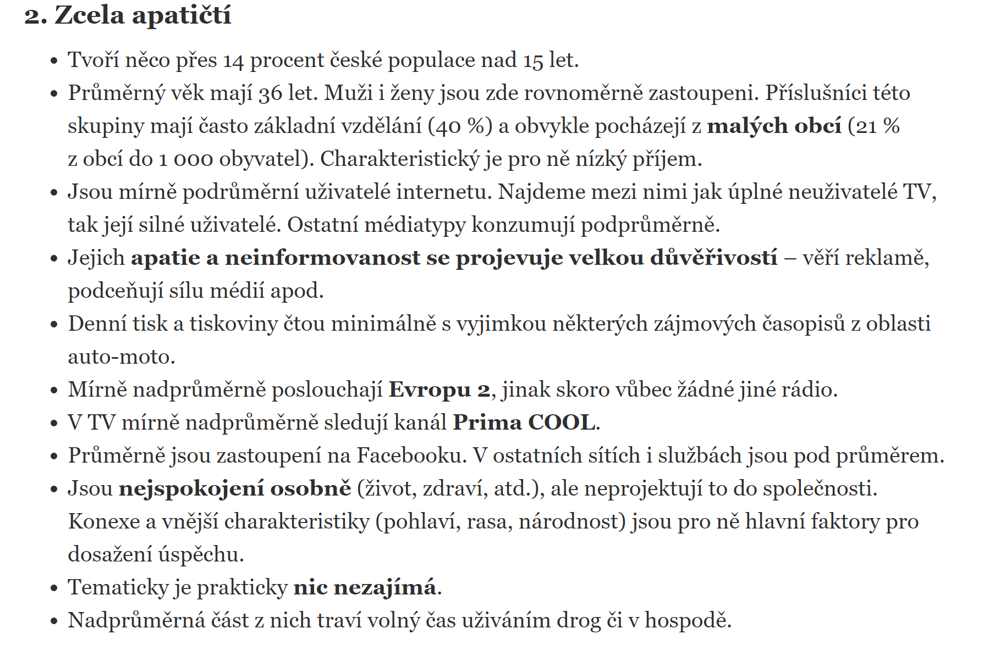 2. Zcela apatičtí
• Tvoří něco přes 14 procent české populace nad 15 let.
• Průměrný věk mají 36 let. Muži i ženy jsou zde rovnoměrně zastoupeni. Příslušníci této
skupiny mají často základní vzdělání (40 %) a obvykle pocházejí z malých obcí (21 %
z obcí do 1 000 obyvatel). Charakteristický je pro ně nízký příjem.
• Jsou mírně podrůměrní uživatelé internetu. Najdeme mezi nimi jak úplné neuživatelé TV,
tak její silné uživatelé. Ostatní médiatypy konzumují podprůměrně.
• Jejich apatie a neinformovanost se projevuje velkou důvěřivostí – věří reklamě,
podceňují sílu médií apod.
• Denní tisk a tiskoviny čtou minimálně s vyjimkou některých zájmových časopisů z oblasti
auto-moto.
• Mírně nadprůměrně poslouchají Evropu 2, jinak skoro vůbec žádné jiné rádio.
• V TV mírně nadprůměrně sledují kanál Prima COOL.
• Průměrně jsou zastoupení na Facebooku. V ostatních sítích i službách jsou pod průměrem.
• Jsou nejspokojení osobně (život, zdraví, atd.), ale neprojektují to do společnosti.
Konexe a vnější charakteristiky (pohlaví, rasa, národnost) jsou pro ně hlavní faktory pro
dosažení úspěchu.
• Tematicky je prakticky nic nezajímá.
• Nadprůměrná část z nich traví volný čas uživáním drog či v hospodě.